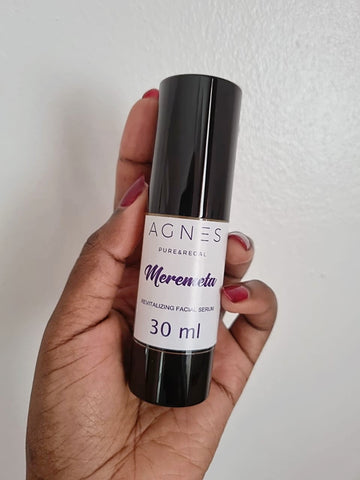 AGNES
PURE&REGAL
Meremeta
REVITALIZING FACIAL SERUM
30 ml